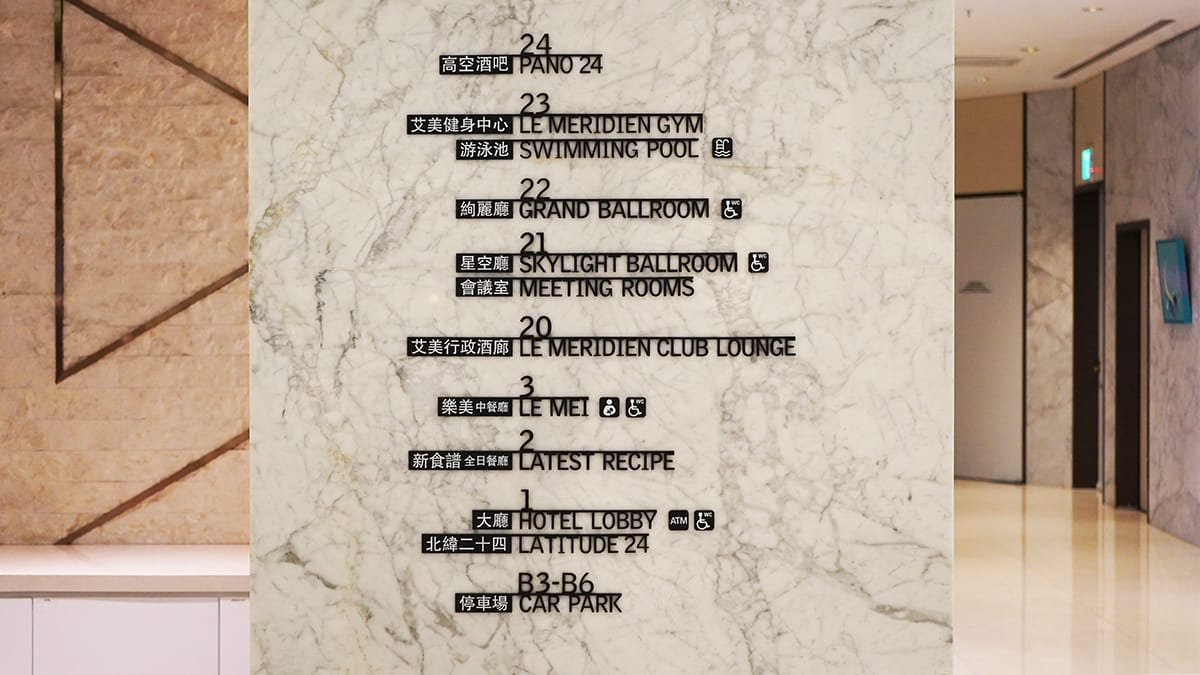 24
高空酒吧 PANO 24
23
艾美健身中心 LE MERIDIEN GYM
游泳池 SWIMMING POOL
22
絢麗廳 GRAND BALLROOM WC
21
星空廳 SKYLIGHT BALLROOM WC
會議室 MEETING ROOMS
20
艾美行政酒廊 LE MERIDIEN CLUB LOUNGE
3
樂美 中餐廳 LE MEI WC
2
新食譜 全日餐廳 LATEST RECIPE
1
大廳 HOTEL LOBBY ATM WC
北緯二十四 LATITUDE 24
B3-B6
停車場 CAR PARK